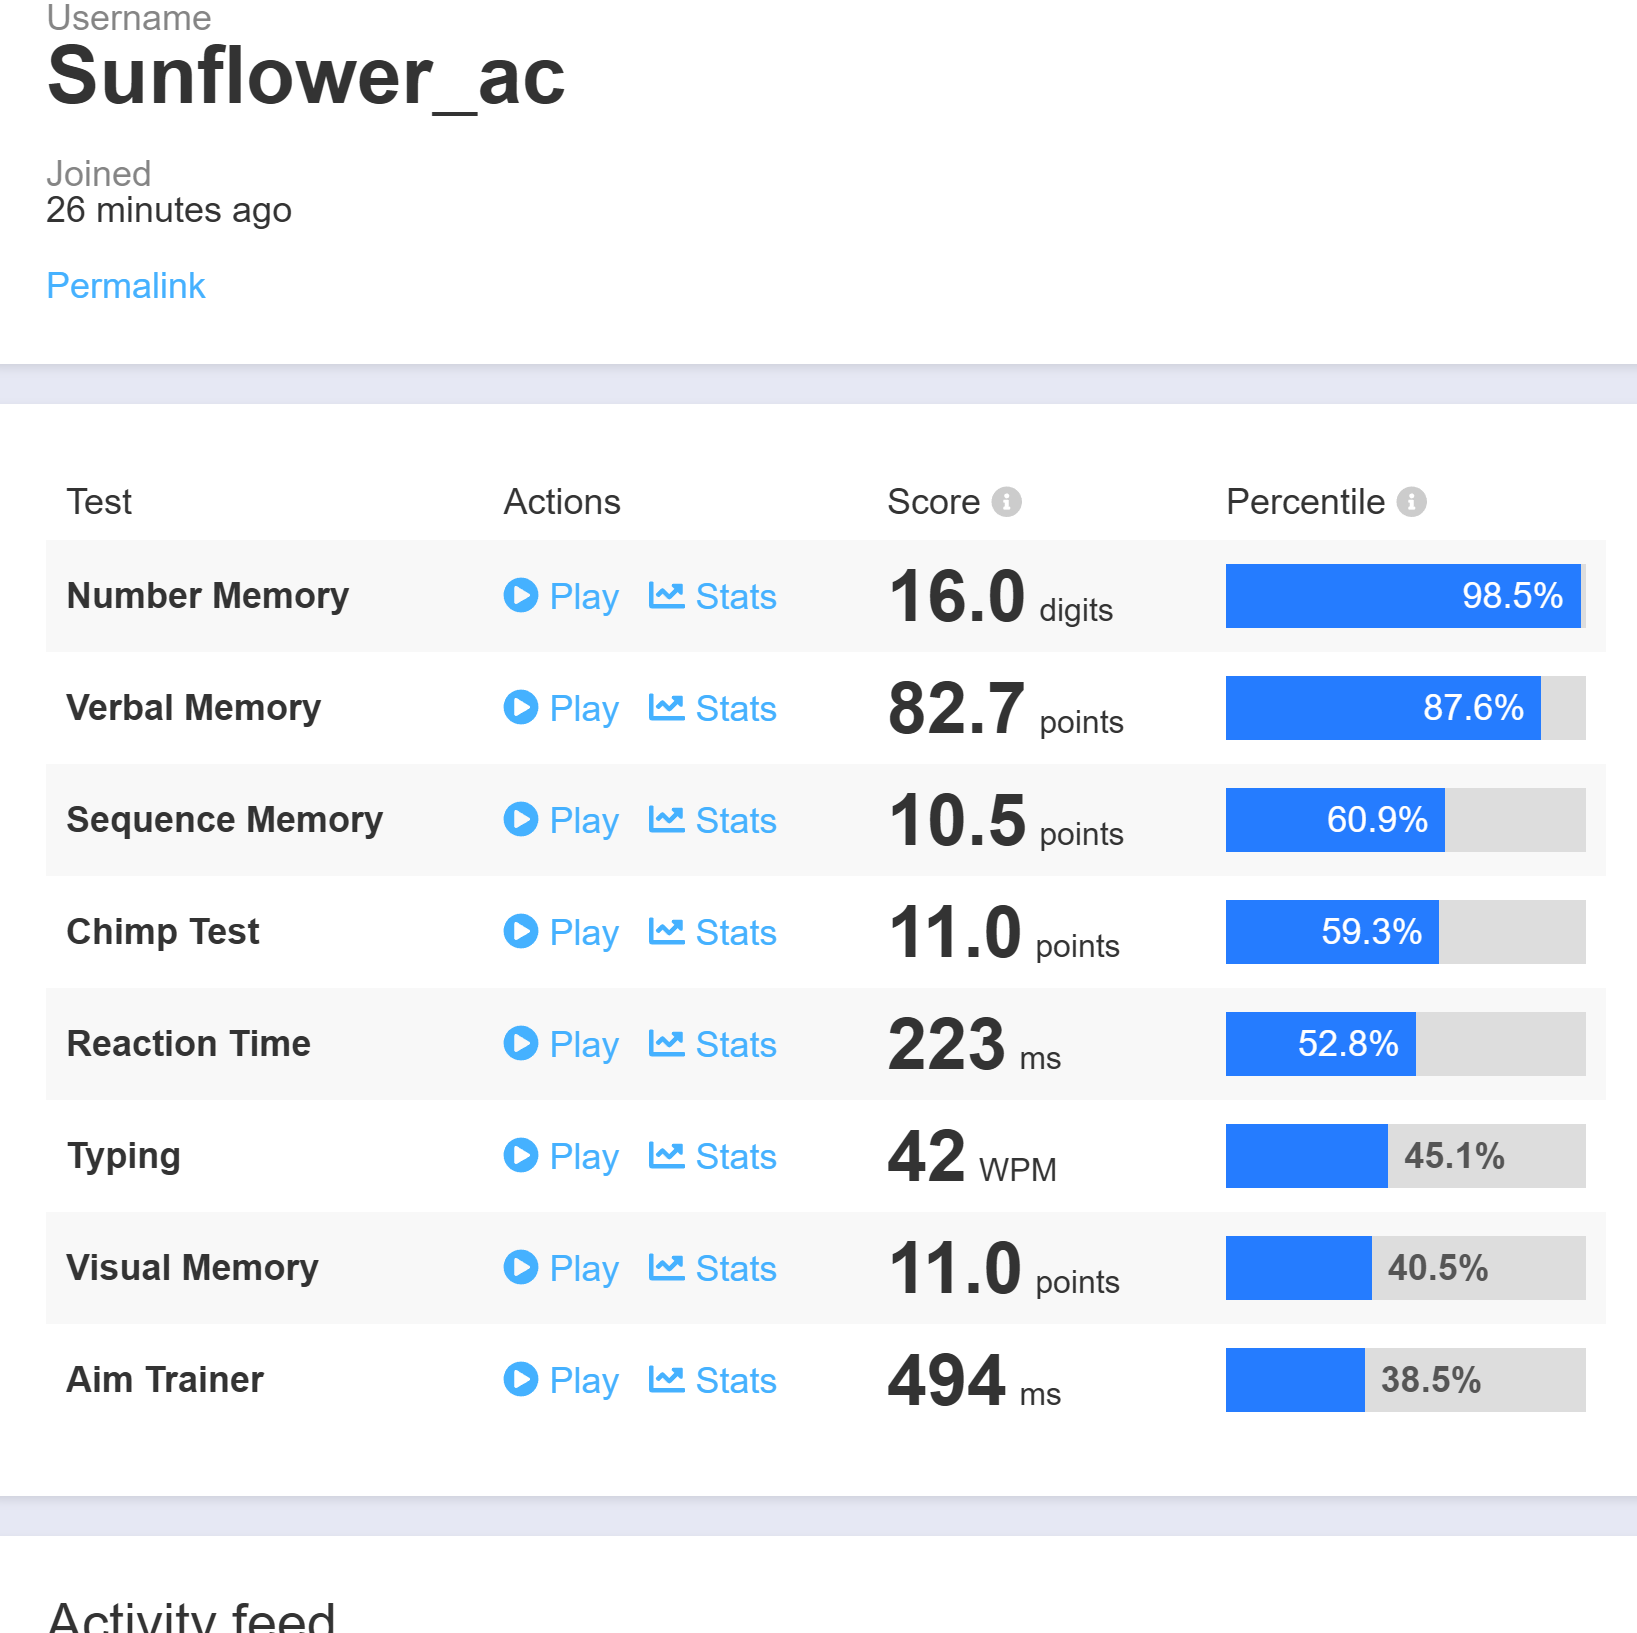 Username
Sunflower_ac
Joined
26 minutes ago
Permalink
Test Actions Score Percentile
Number Memory Play Stats 16.0 digits 98.5%
Verbal Memory Play Stats 82.7 points 87.6%
Sequence Memory Play Stats 10.5 points 60.9%
Chimp Test Play Stats 11.0 points 59.3%
Reaction Time Play Stats 223 ms 52.8%
Typing Play Stats 42 WPM 45.1%
Visual Memory Play Stats 11.0 points 40.5%
Aim Trainer Play Stats 494 ms 38.5%
Activity feed